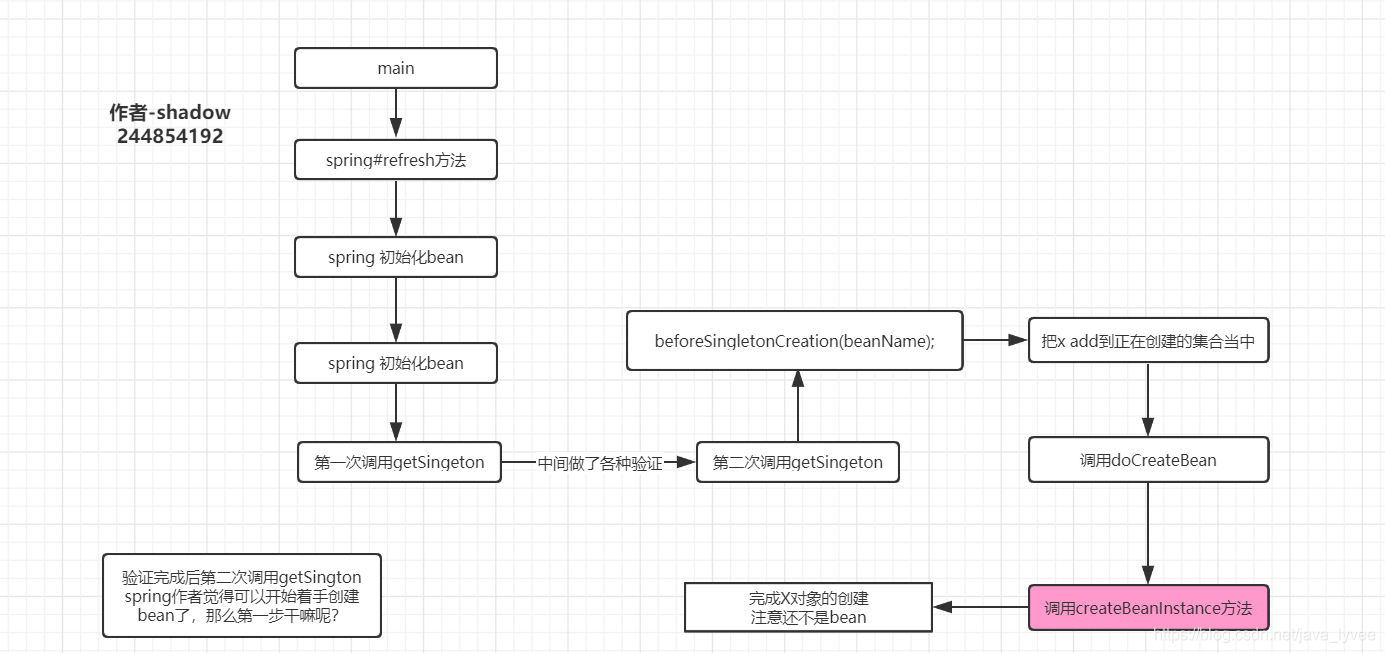 main
作者-shadow
244854192
spring#refresh方法
spring 初始化bean
spring 初始化bean
第一次调用getSingeton
中间做了各种验证
第二次调用getSingeton
beforeSingletonCreation(beanName);
把x add到正在创建的集合当中
调用doCreateBean
调用createBeanInstance方法
完成X对象的创建
注意还不是bean
验证完成后第二次调用getSington
spring作者觉得可以开始着手创建
bean了，那么第一步干嘛呢？
https://blog.csdn.net/java_lyvee